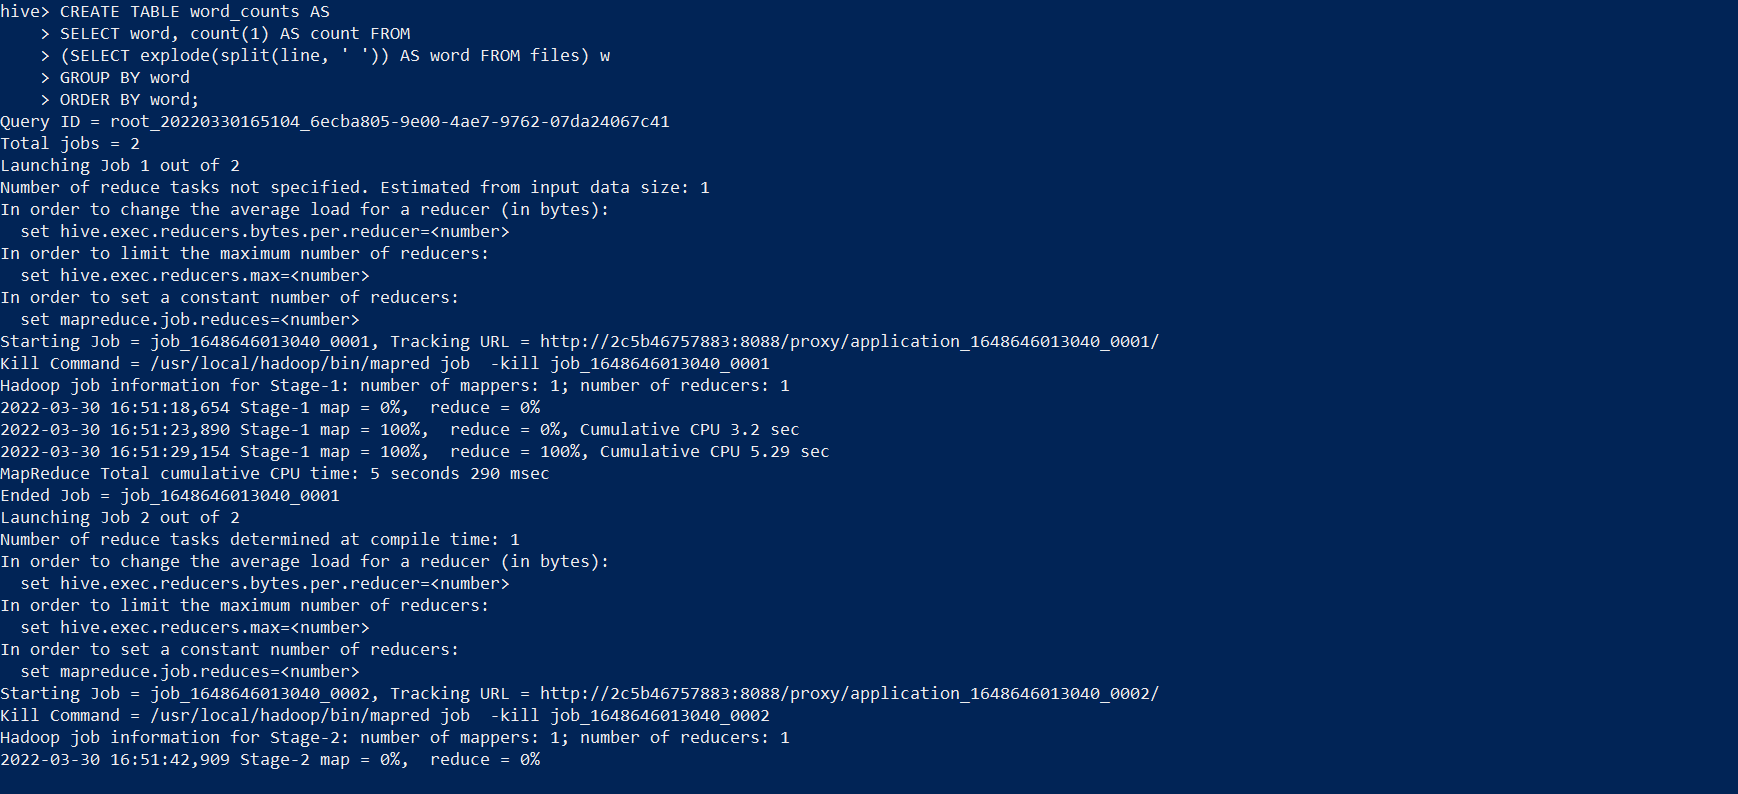 hive> CREATE TABLE word_counts AS
    > SELECT word, count(1) AS count FROM
    > (SELECT explode(split(line, ' ')) AS word FROM files) w
    > GROUP BY word
    > ORDER BY word;
Query ID = root_20220330165104_6ecba805-9e00-4ae7-9762-07da24067c41
Total jobs = 2
Launching Job 1 out of 2
Number of reduce tasks not specified. Estimated from input data size: 1
In order to change the average load for a reducer (in bytes):
  set hive.exec.reducers.bytes.per.reducer=<number>
In order to limit the maximum number of reducers:
  set hive.exec.reducers.max=<number>
In order to set a constant number of reducers:
  set mapreduce.job.reduces=<number>
Starting Job = job_1648646013040_0001, Tracking URL = http://2c5b46757883:8088/proxy/application_1648646013040_0001/
Kill Command = /usr/local/hadoop/bin/mapred job  -kill job_1648646013040_0001
Hadoop job information for Stage-1: number of mappers: 1; number of reducers: 1
2022-03-30 16:51:18,654 Stage-1 map = 0%,  reduce = 0%
2022-03-30 16:51:23,890 Stage-1 map = 100%,  reduce = 0%, Cumulative CPU 3.2 sec
2022-03-30 16:51:29,154 Stage-1 map = 100%,  reduce = 100%, Cumulative CPU 5.29 sec
MapReduce Total cumulative CPU time: 5 seconds 290 msec
Ended Job = job_1648646013040_0001
Launching Job 2 out of 2
Number of reduce tasks determined at compile time: 1
In order to change the average load for a reducer (in bytes):
  set hive.exec.reducers.bytes.per.reducer=<number>
In order to limit the maximum number of reducers:
  set hive.exec.reducers.max=<number>
In order to set a constant number of reducers:
  set mapreduce.job.reduces=<number>
Starting Job = job_1648646013040_0002, Tracking URL = http://2c5b46757883:8088/proxy/application_1648646013040_0002/
Kill Command = /usr/local/hadoop/bin/mapred job  -kill job_1648646013040_0002
Hadoop job information for Stage-2: number of mappers: 1; number of reducers: 1
2022-03-30 16:51:42,909 Stage-2 map = 0%,  reduce = 0%